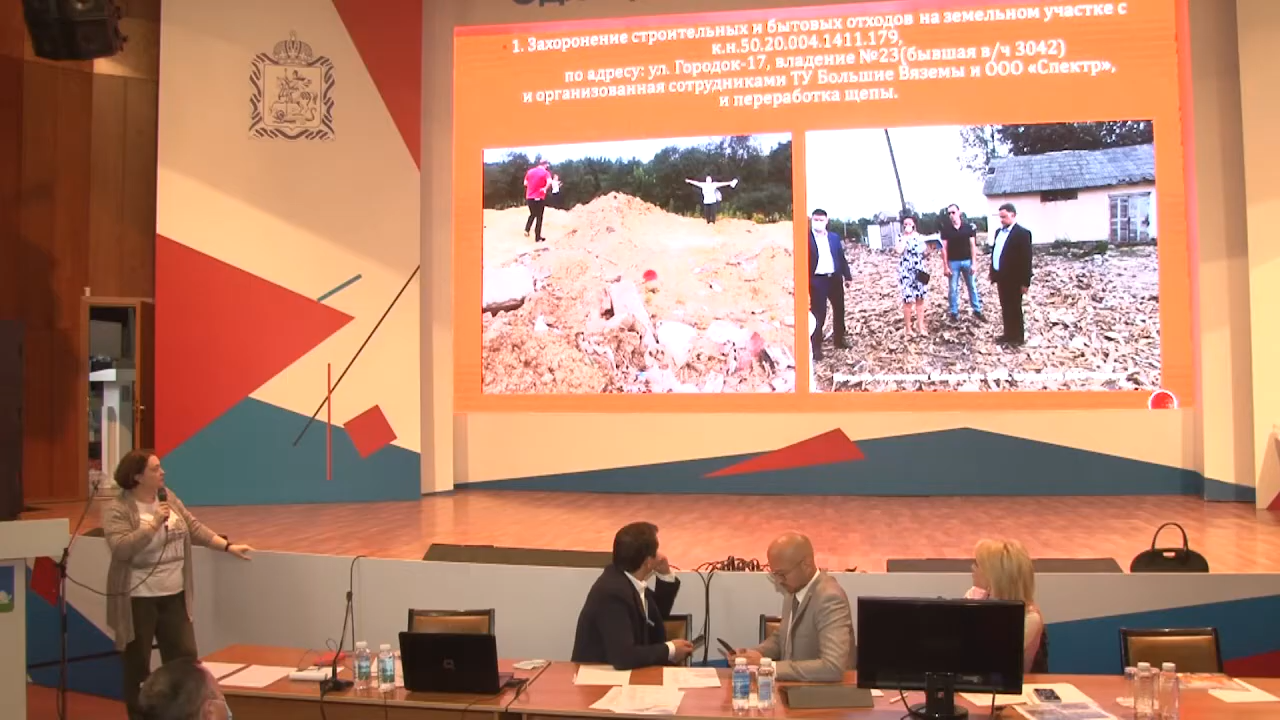 1. Захоронение строительных и бытовых отходов на земельном участке с
к.н.50.20.004.1411.179,
по адресу: ул. Городок-17, владение №23(бывшая в/ч 3042)
и организованная сотрудниками ТУ Большие Вяземы и ООО «Спектр»,
и переработка щепы.